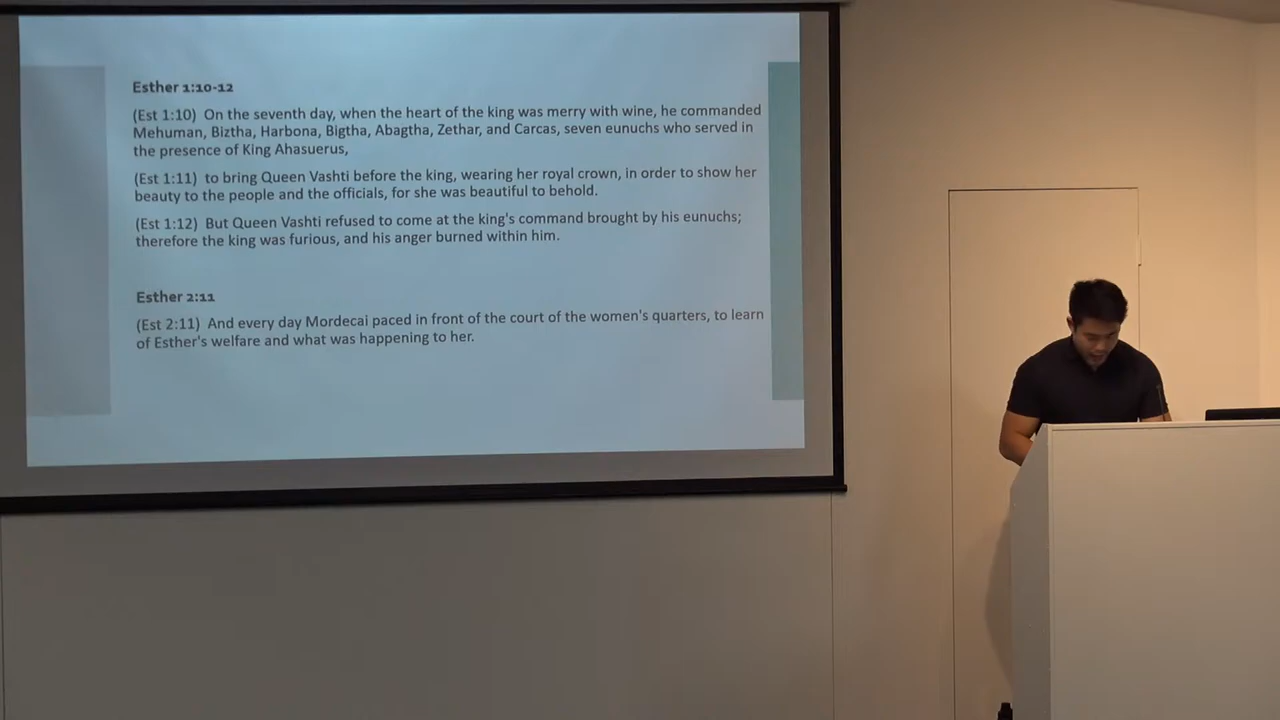 Esther 1:10-12
(Est 1:10) On the seventh day, when the heart of the king was merry with wine, he commanded
Mehuman, Biztha, Harbona, Bigtha, Abagtha, Zethar, and Carcas, seven eunuchs who served in
the presence of King Ahasuerus,
(Est 1:11) to bring Queen Vashti before the king, wearing her royal crown, in order to show her
beauty to the people and the officials, for she was beautiful to behold.
(Est 1:12) But Queen Vashti refused to come at the king's command brought by his eunuchs;
therefore the king was furious, and his anger burned within him.
Esther 2:11
(Est 2:11) And every day Mordecai paced in front of the court of the women's quarters, to learn
of Esther's welfare and what was happening to her.